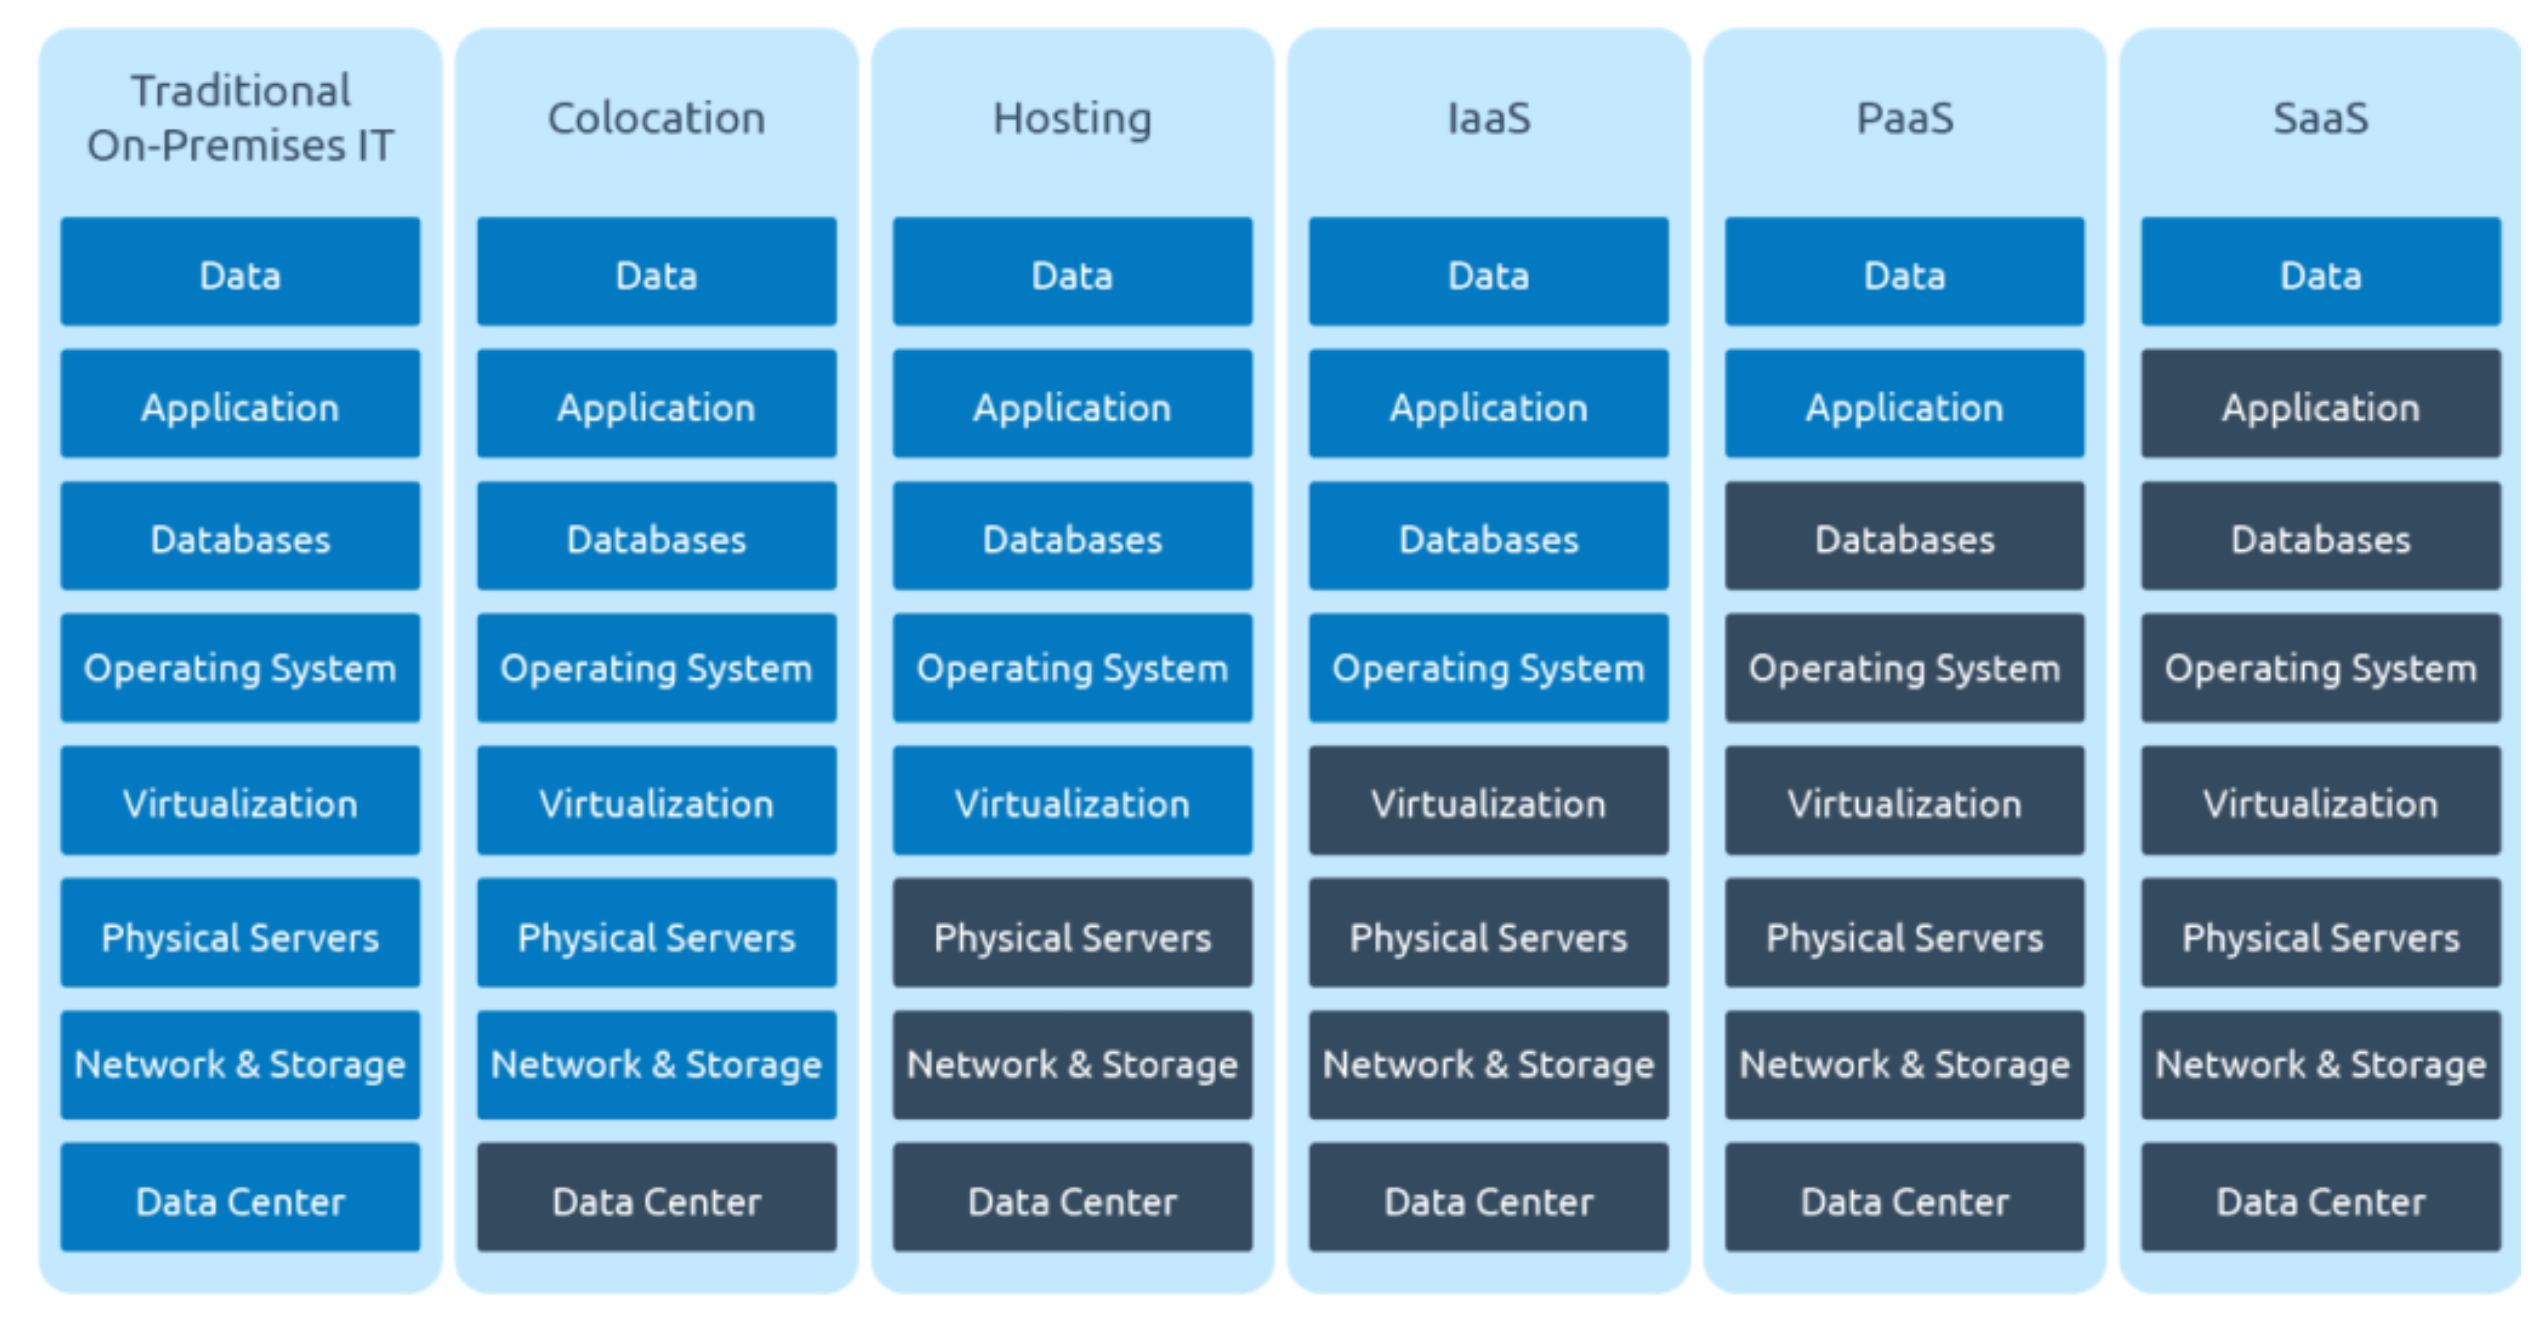 Traditional
On-Premises IT
Data
Application
Databases
Operating System
Virtualization
Physical Servers
Network & Storage
Data Center
Colocation
Data
Application
Databases
Operating System
Virtualization
Physical Servers
Network & Storage
Data Center
Hosting
Data
Application
Databases
Operating System
Virtualization
Physical Servers
Network & Storage
Data Center
IaaS
Data
Application
Databases
Operating System
Virtualization
Physical Servers
Network & Storage
Data Center
PaaS
Data
Application
Databases
Operating System
Virtualization
Physical Servers
Network & Storage
Data Center
SaaS
Data
Application
Databases
Operating System
Virtualization
Physical Servers
Network & Storage
Data Center